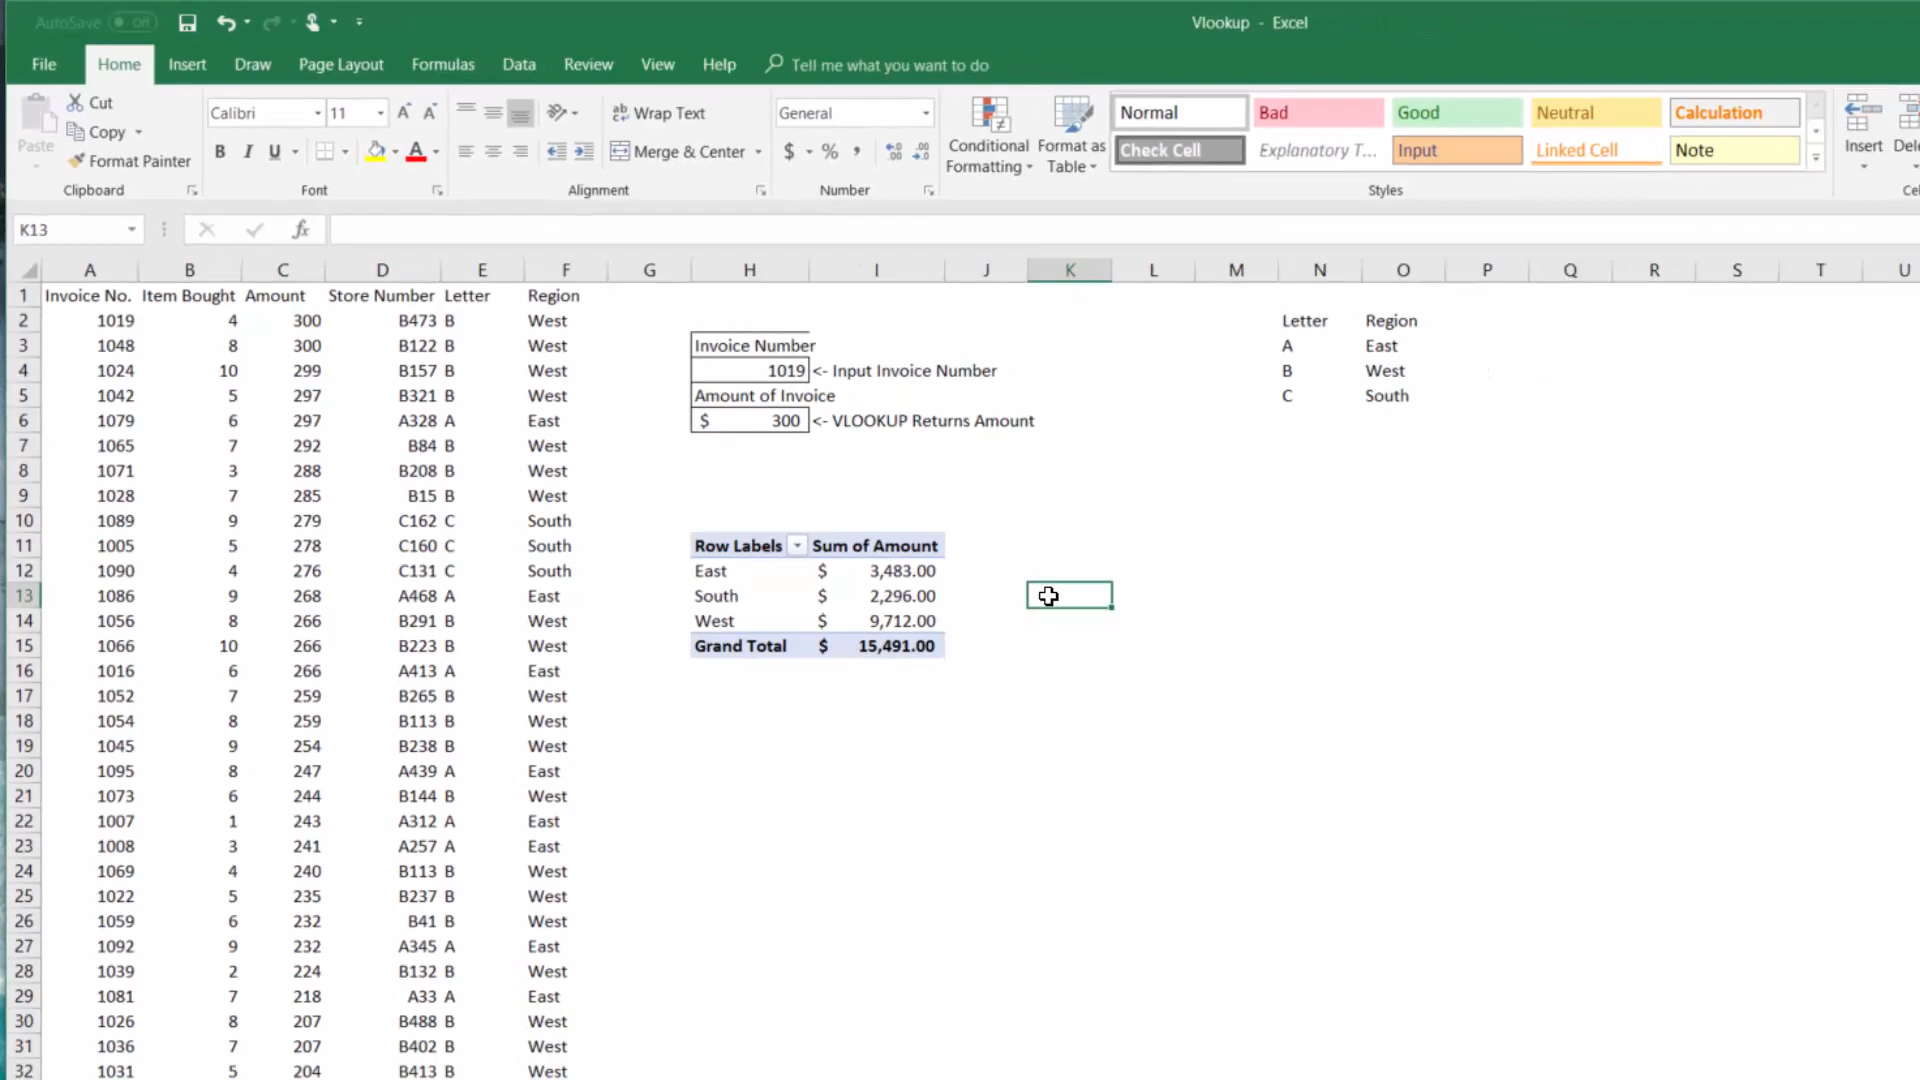 AutoSave Off
Vlookup - Excel
File Home Insert Draw Page Layout Formulas Data Review View Help Tell me what you want to do
Paste
Cut
Copy
Format Painter
Clipboard
Calibri 11
B I U
Font
Wrap Text
Merge & Center
Alignment
General
$ % ,
Number
Conditional Formatting
Format as Table
Normal Bad Good Neutral Calculation
Check Cell Explanatory T... Input Linked Cell Note
Styles
Insert
K13
fx
A B C D E F G H I J K L M N O P Q R S T U
1 Invoice No. Item Bought Amount Store Number Letter Region
2 1019 4 300 B473 B West Letter Region
3 1048 8 300 B122 B West Invoice Number A East
4 1024 10 299 B157 B West 1019 <- Input Invoice Number B West
5 1042 5 297 B321 B West Amount of Invoice C South
6 1079 6 297 A328 A East $ 300 <- VLOOKUP Returns Amount
7 1065 7 292 B84 B West
8 1071 3 288 B208 B West
9 1028 7 285 B15 B West
10 1089 9 279 C162 C South
11 1005 5 278 C160 C South Row Labels Sum of Amount
12 1090 4 276 C131 C South East $ 3,483.00
13 1086 9 268 A468 A East South $ 2,296.00
14 1056 8 266 B291 B West West $ 9,712.00
15 1066 10 266 B223 B West Grand Total $ 15,491.00
16 1016 6 266 A413 A East
17 1052 7 259 B265 B West
18 1054 8 259 B113 B West
19 1045 9 254 B238 B West
20 1095 8 247 A439 A East
21 1073 6 244 B144 B West
22 1007 1 243 A312 A East
23 1008 3 241 A257 A East
24 1069 4 240 B113 B West
25 1022 5 235 B237 B West
26 1059 6 232 B41 B West
27 1092 9 232 A345 A East
28 1039 2 224 B132 B West
29 1081 7 218 A33 A East
30 1026 8 207 B488 B West
31 1036 7 207 B402 B West
32 1031 5 204 B413 B West